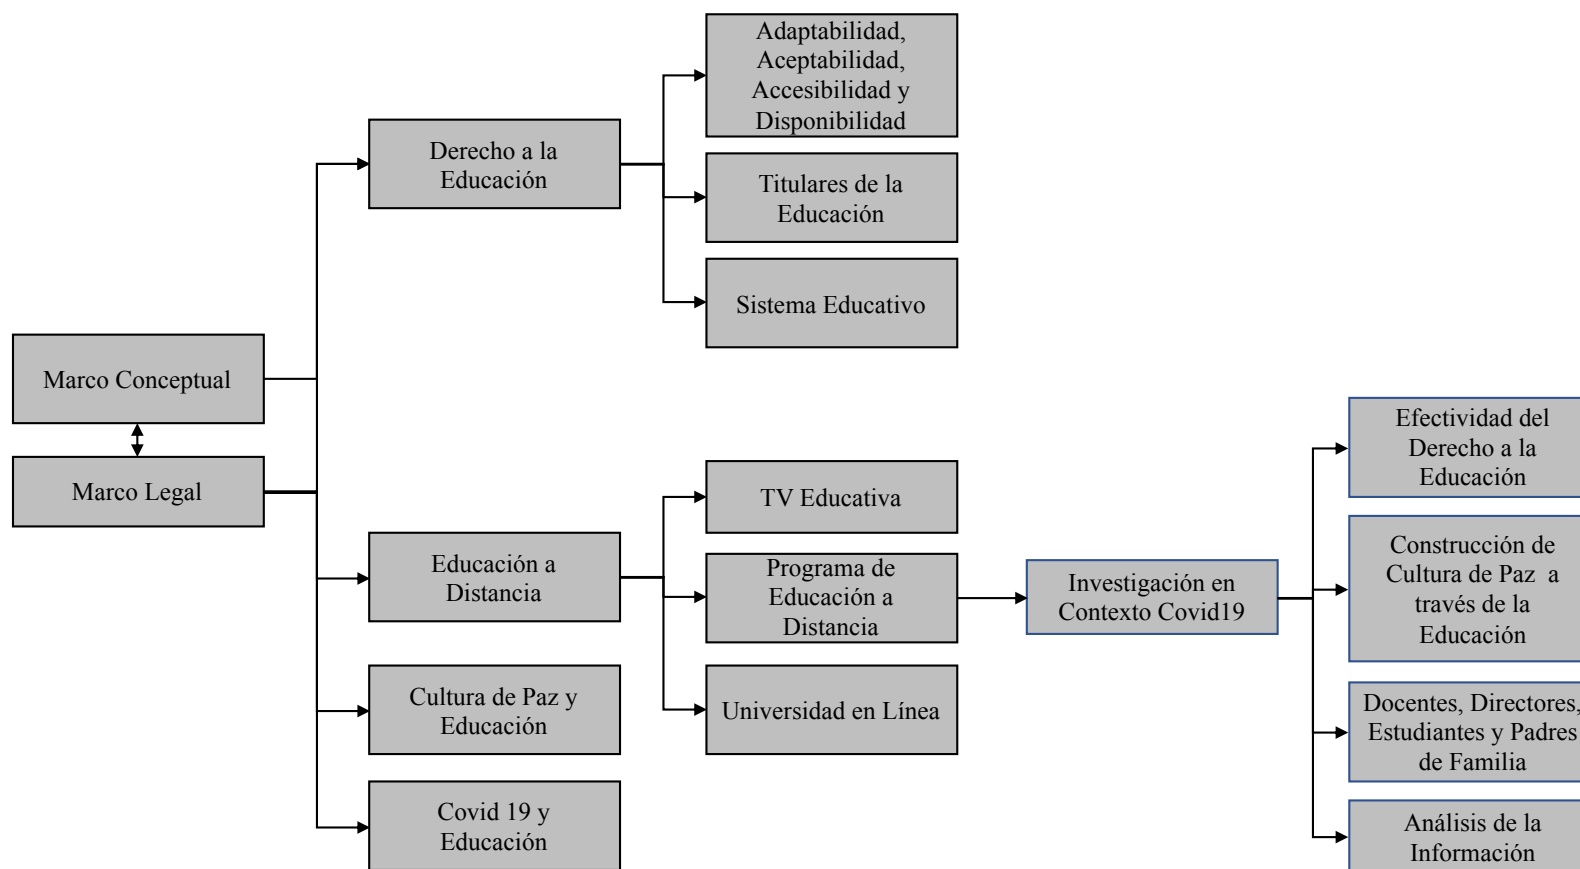 Adaptabilidad,
Aceptabilidad,
Accesibilidad y
Disponibilidad
Derecho a la
Educación
Titulares de la
Educación
Sistema Educativo
Marco Conceptual
Marco Legal
TV Educativa
Educación a
Distancia
Programa de
Educación a
Distancia
Universidad en Línea
Cultura de Paz y
Educación
Covid 19 y
Educación
Investigación en
Contexto Covid19
Efectividad del
Derecho a la
Educación
Construcción de
Cultura de Paz  a
través de la
Educación
Docentes, Directores,
Estudiantes y Padres
de Familia
Análisis de la
Información